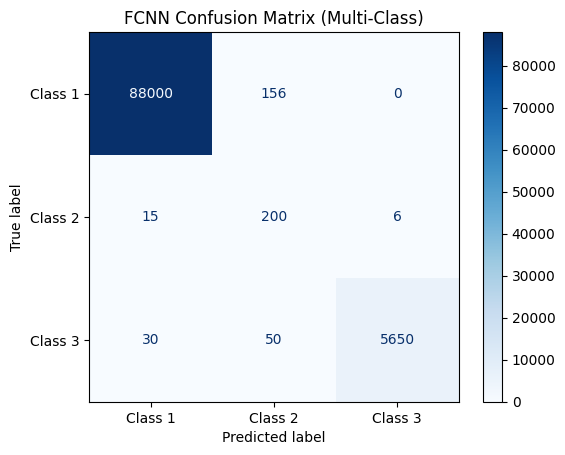 FCNN Confusion Matrix (Multi-Class)
True label
Class 1
88000 156 0
Class 2
15 200 6
Class 3
30 50 5650
Class 1 Class 2 Class 3
Predicted label
80000
70000
60000
50000
40000
30000
20000
10000
0